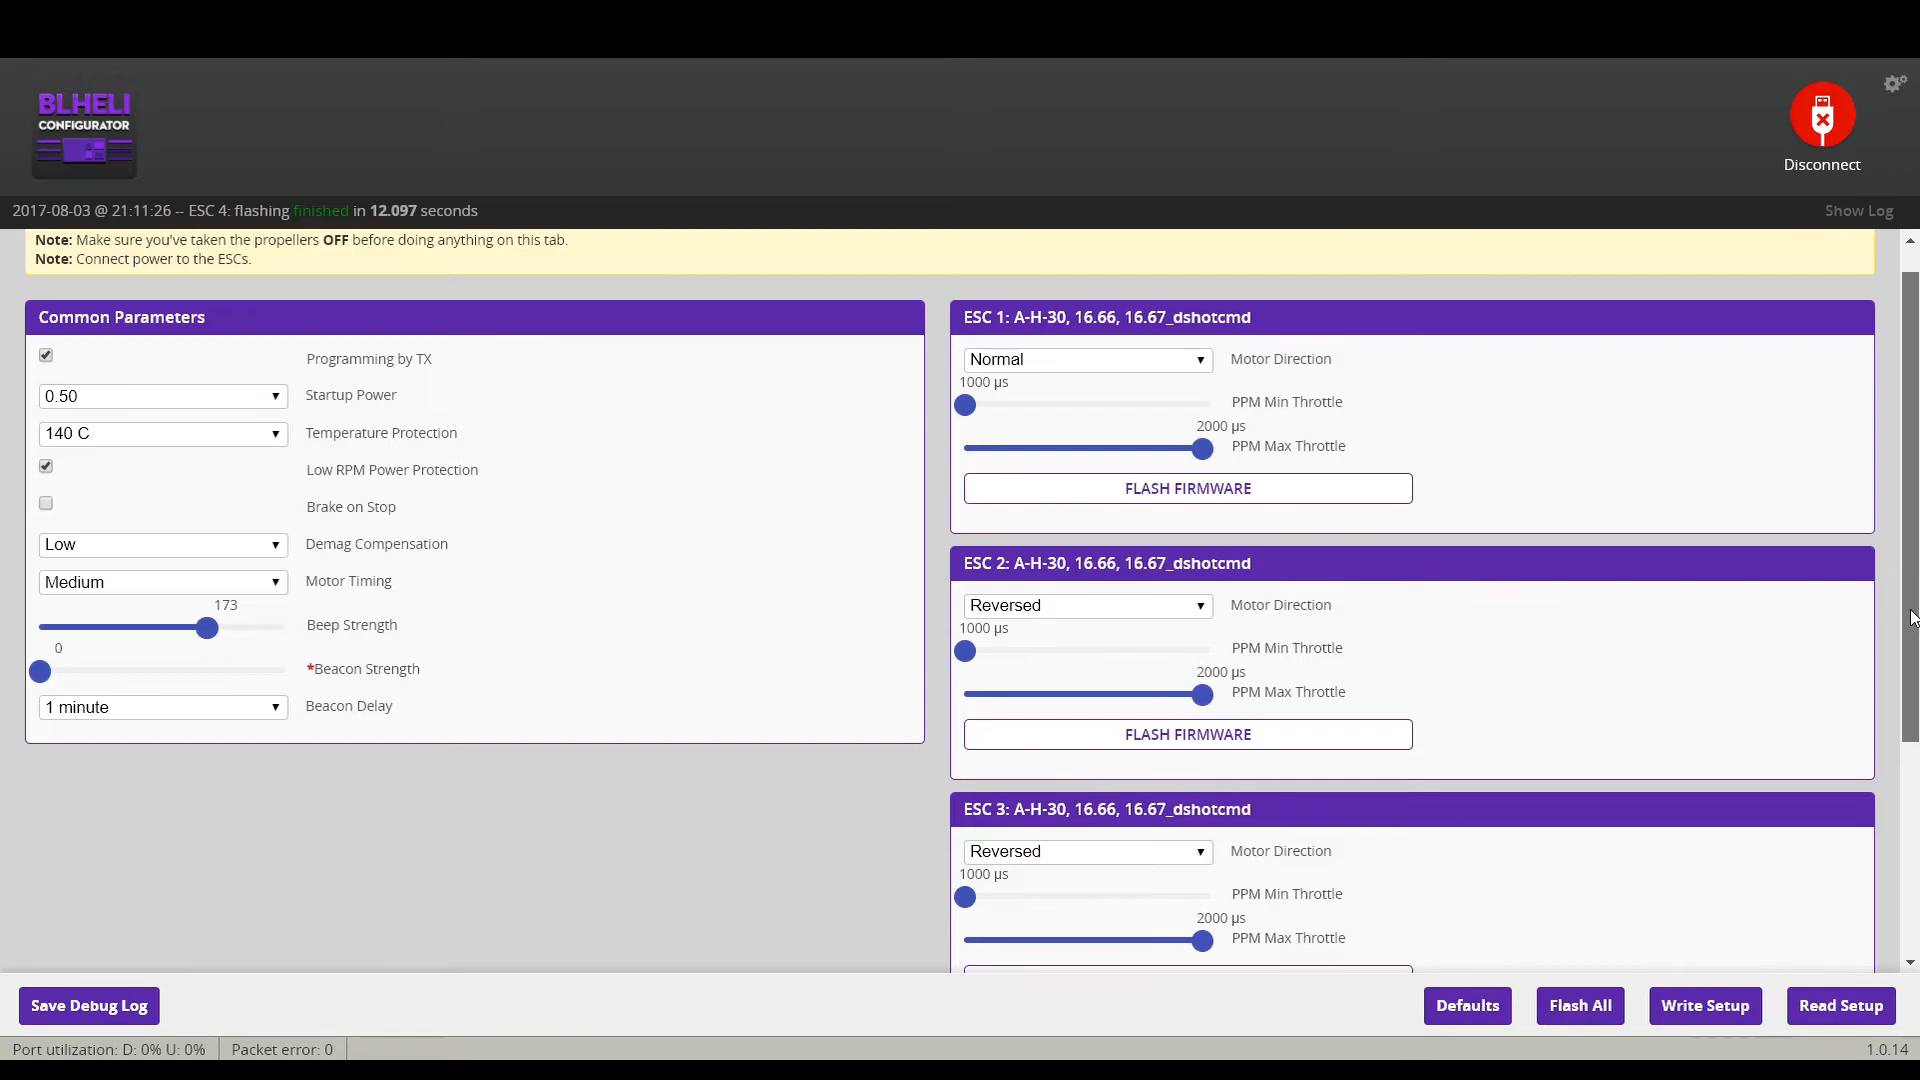 BLHELI
CONFIGURATOR
Disconnect
2017-08-03 @ 21:11:26 -- ESC 4: flashing finished in 12.097 seconds
Show Log
Note: Make sure you've taken the propellers OFF before doing anything on this tab.
Note: Connect power to the ESCs.
Common Parameters
Programming by TX
0.50 Startup Power
140 C Temperature Protection
Low RPM Power Protection
Brake on Stop
Low Demag Compensation
Medium Motor Timing
173
Beep Strength
0
*Beacon Strength
1 minute Beacon Delay
ESC 1: A-H-30, 16.66, 16.67_dshotcmd
Normal Motor Direction
1000 µs
PPM Min Throttle
2000 µs
PPM Max Throttle
FLASH FIRMWARE
ESC 2: A-H-30, 16.66, 16.67_dshotcmd
Reversed Motor Direction
1000 µs
PPM Min Throttle
2000 µs
PPM Max Throttle
FLASH FIRMWARE
ESC 3: A-H-30, 16.66, 16.67_dshotcmd
Reversed Motor Direction
1000 µs
PPM Min Throttle
2000 µs
PPM Max Throttle
Save Debug Log
Defaults
Flash All
Write Setup
Read Setup
Port utilization: D: 0% U: 0%
Packet error: 0
1.0.14